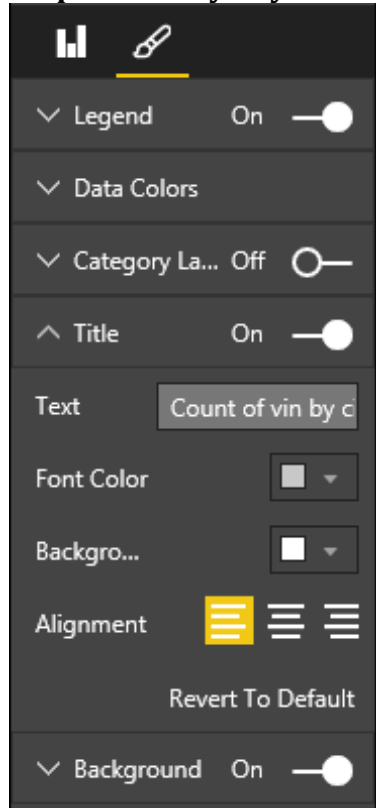 Legend On
Data Colors
Category La... Off
Title On
Text Count of vin by c
Font Color
Backgro...
Alignment
Revert To Default
Background On